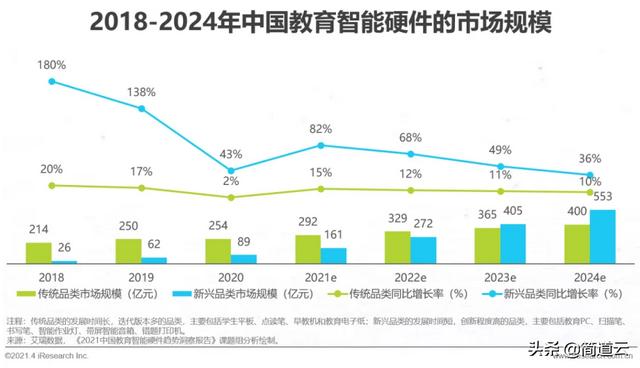 2018-2024年中国教育智能硬件的市场规模
180%
138%
43%
82%
68%
49%
36%
20%
17%
2%
15%
12%
11%
10%
214
26
250
62
254
89
292
161
329
272
365
405
400
553
2018
2019
2020
2021e
2022e
2023e
2024e
传统品类市场规模（亿元）
新兴品类市场规模（亿元）
传统品类同比增长率（%）
新兴品类同比增长率（%）
注释：传统品类的发展时间长，迭代版本多的品类，主要包括学生平板、点读笔、早教机和教育电子纸；新兴品类的发展时间短，创新程度高的品类，主要包括教育PC、扫描笔、
书写笔、智能作业灯、带屏智能音箱、错题打印机。
来源：艾瑞数据，《2021中国教育智能硬件趋势洞察报告》课题组分析绘制。
©2021.4 iResearch Inc.
头条 @简道云